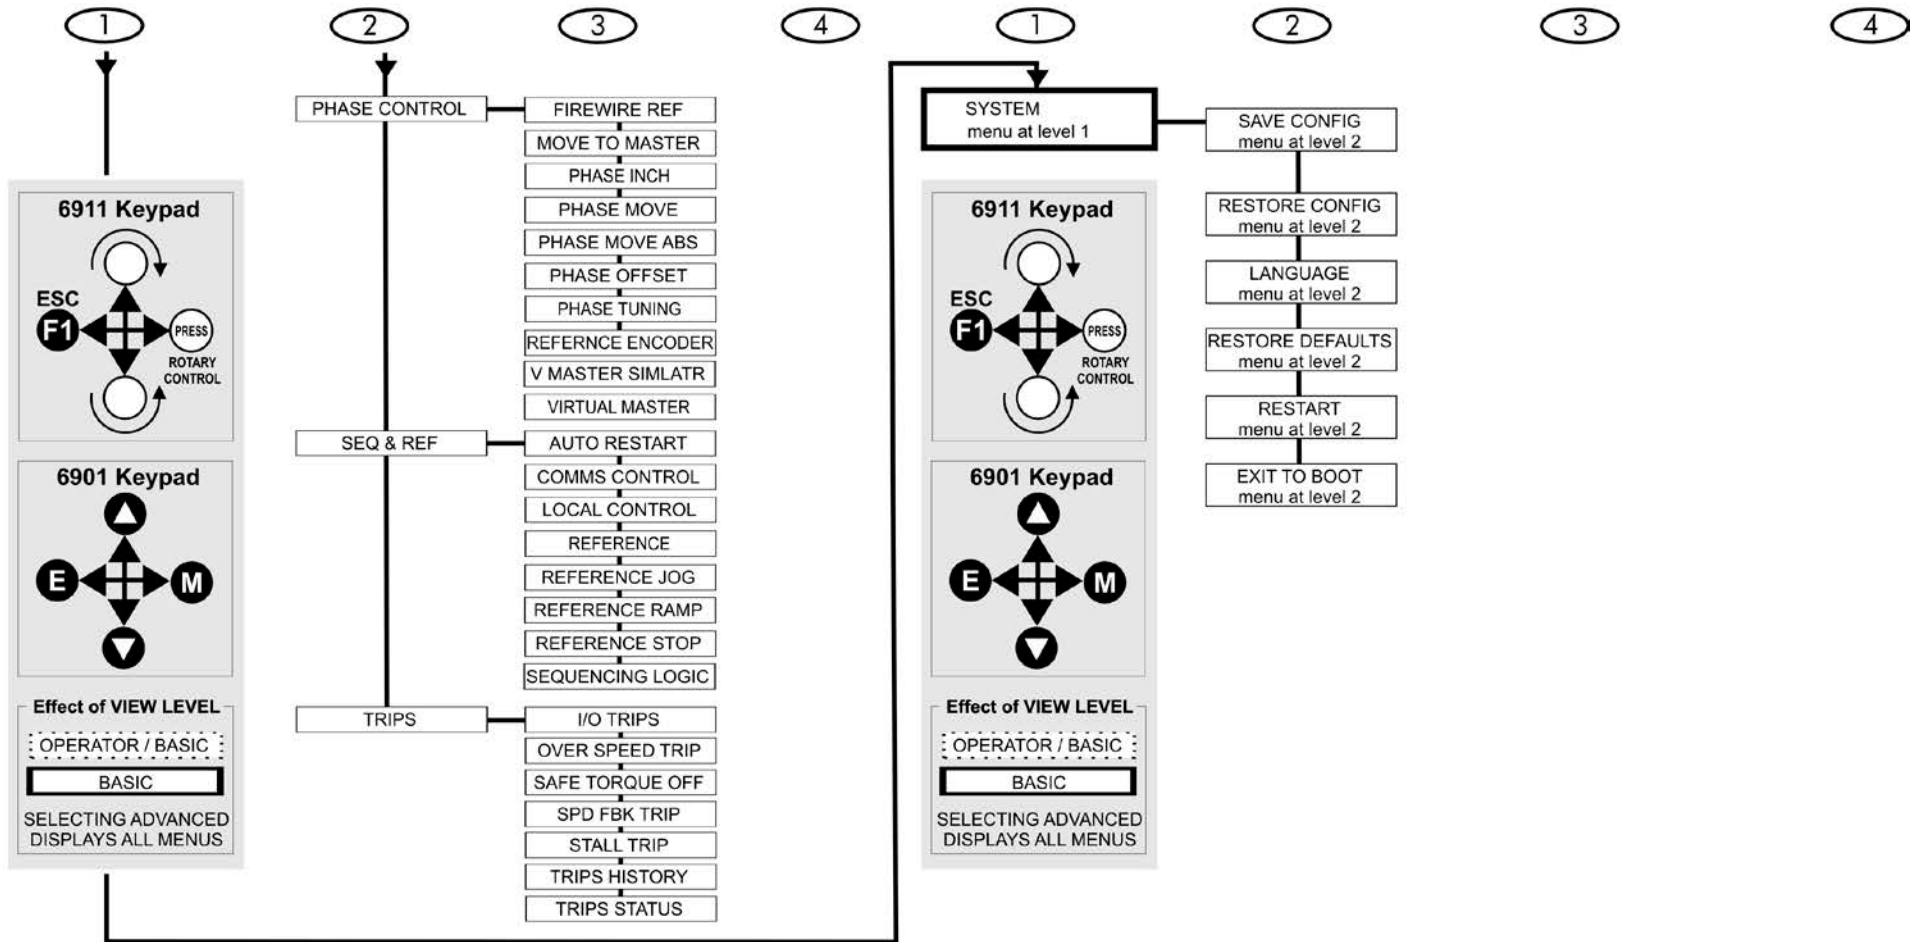 1
2
3
4
1
2
3
4
6911 Keypad
ESC
F1
PRESS
ROTARY
CONTROL
6901 Keypad
E
M
Effect of VIEW LEVEL
OPERATOR / BASIC
BASIC
SELECTING ADVANCED
DISPLAYS ALL MENUS
PHASE CONTROL
FIREWIRE REF
MOVE TO MASTER
PHASE INCH
PHASE MOVE
PHASE MOVE ABS
PHASE OFFSET
PHASE TUNING
REFERNCE ENCODER
V MASTER SIMLATR
VIRTUAL MASTER
SEQ & REF
AUTO RESTART
COMMS CONTROL
LOCAL CONTROL
REFERENCE
REFERENCE JOG
REFERENCE RAMP
REFERENCE STOP
SEQUENCING LOGIC
TRIPS
I/O TRIPS
OVER SPEED TRIP
SAFE TORQUE OFF
SPD FBK TRIP
STALL TRIP
TRIPS HISTORY
TRIPS STATUS
SYSTEM
menu at level 1
6911 Keypad
ESC
F1
PRESS
ROTARY
CONTROL
6901 Keypad
E
M
Effect of VIEW LEVEL
OPERATOR / BASIC
BASIC
SELECTING ADVANCED
DISPLAYS ALL MENUS
SAVE CONFIG
menu at level 2
RESTORE CONFIG
menu at level 2
LANGUAGE
menu at level 2
RESTORE DEFAULTS
menu at level 2
RESTART
menu at level 2
EXIT TO BOOT
menu at level 2